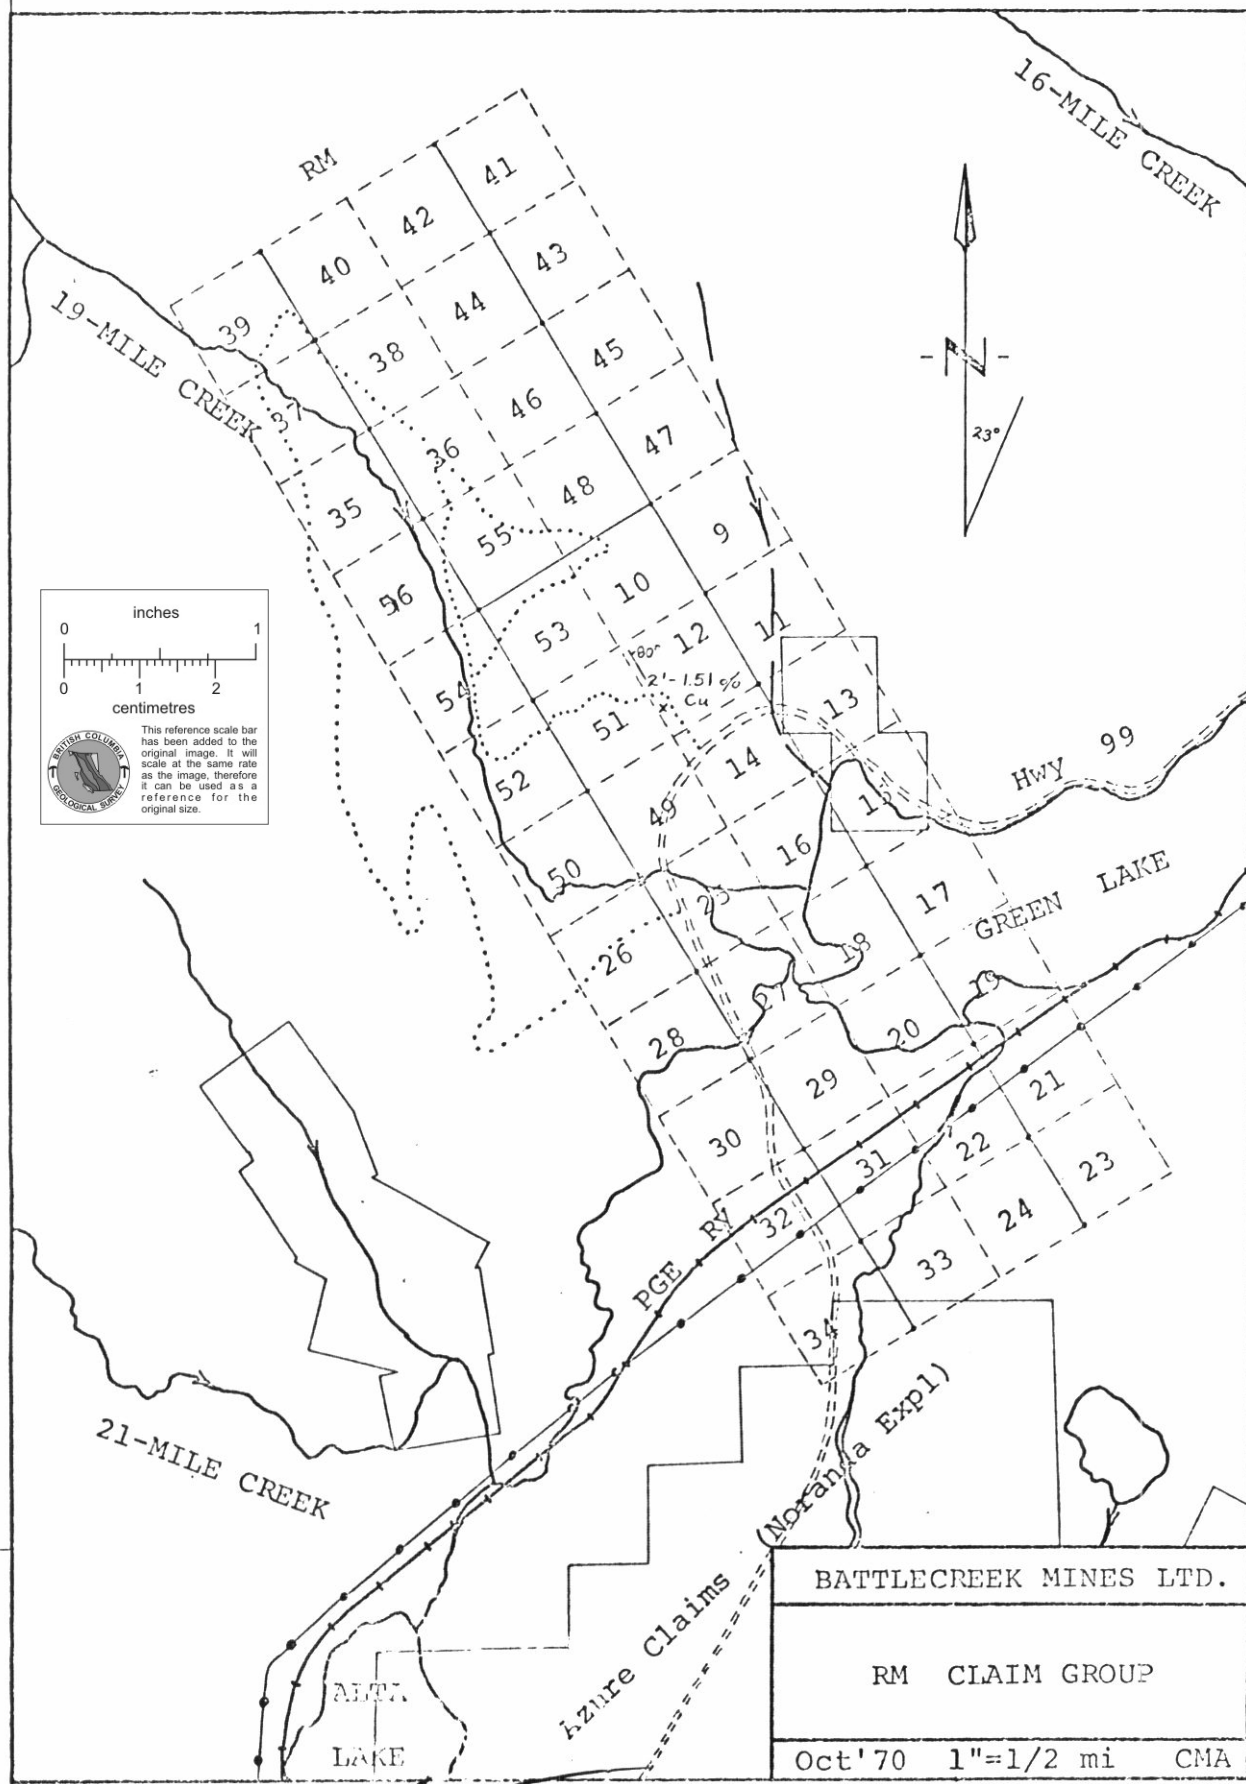 16-MILE CREEK
RM
41
42
40
43
44
39
19-MILE CREEK
38
45
37
46
-N-
23°
36
47
48
35
55
9
10
56
inches
0 1
0 1 2
centimetres
This reference scale bar
has been added to the
original image. It will
scale at the same rate
as the image, therefore
it can be used as a
reference for the
original size.
BRITISH COLUMBIA
GEOLOGICAL SURVEY
53
12
11
80°
2'-1.51 %
Cu
54
13
51
14
Hwy 99
52
49
15
16
50
25
17
GREEN LAKE
26
18
27
19
28
20
29
21
30
22
31
23
32
24
PGE RY
33
34
21-MILE CREEK
Azure Claims (Noranda Expl)
ALTA
LAKE
BATTLECREEK MINES LTD.
RM CLAIM GROUP
Oct'70 1"=1/2 mi CMA